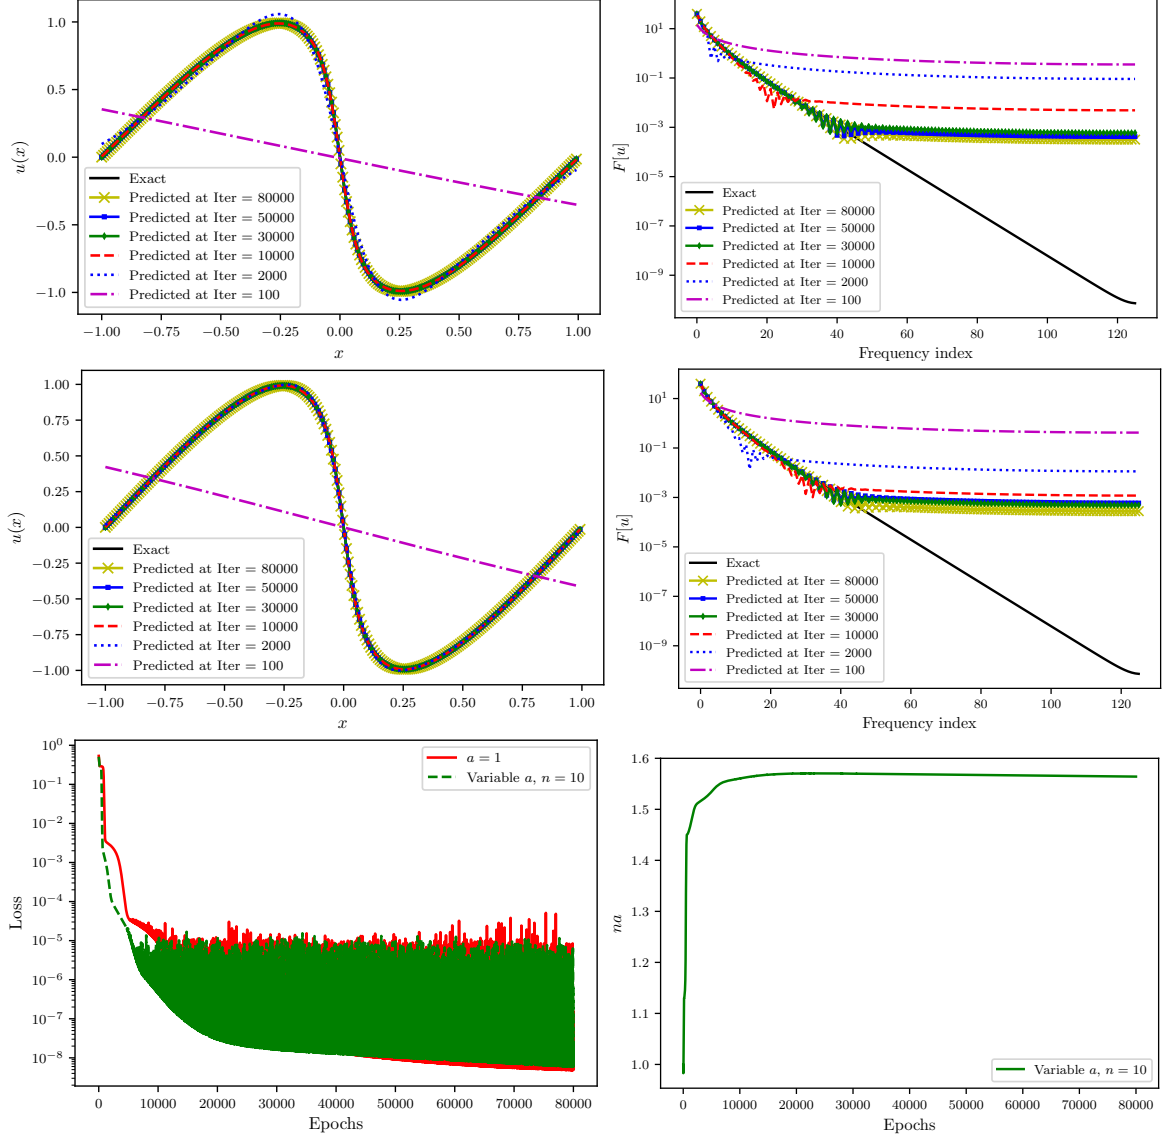 1.0
0.5
0.0
−0.5
−1.0
u(x)
Exact
Predicted at Iter = 80000
Predicted at Iter = 50000
Predicted at Iter = 30000
Predicted at Iter = 10000
Predicted at Iter = 2000
Predicted at Iter = 100
−1.00 −0.75 −0.50 −0.25 0.00 0.25 0.50 0.75 1.00
x
10¹
10⁻¹
10⁻³
10⁻⁵
10⁻⁷
10⁻⁹
F[u]
Exact
Predicted at Iter = 80000
Predicted at Iter = 50000
Predicted at Iter = 30000
Predicted at Iter = 10000
Predicted at Iter = 2000
Predicted at Iter = 100
0 20 40 60 80 100 120
Frequency index
1.00
0.75
0.50
0.25
0.00
−0.25
−0.50
−0.75
−1.00
u(x)
Exact
Predicted at Iter = 80000
Predicted at Iter = 50000
Predicted at Iter = 30000
Predicted at Iter = 10000
Predicted at Iter = 2000
Predicted at Iter = 100
−1.00 −0.75 −0.50 −0.25 0.00 0.25 0.50 0.75 1.00
x
10¹
10⁻¹
10⁻³
10⁻⁵
10⁻⁷
10⁻⁹
F[u]
Exact
Predicted at Iter = 80000
Predicted at Iter = 50000
Predicted at Iter = 30000
Predicted at Iter = 10000
Predicted at Iter = 2000
Predicted at Iter = 100
0 20 40 60 80 100 120
Frequency index
10⁰
10⁻¹
10⁻²
10⁻³
10⁻⁴
10⁻⁵
10⁻⁶
10⁻⁷
10⁻⁸
Loss
a = 1
Variable a, n = 10
0 10000 20000 30000 40000 50000 60000 70000 80000
Epochs
1.6
1.5
1.4
1.3
1.2
1.1
1.0
na
Variable a, n = 10
0 10000 20000 30000 40000 50000 60000 70000 80000
Epochs